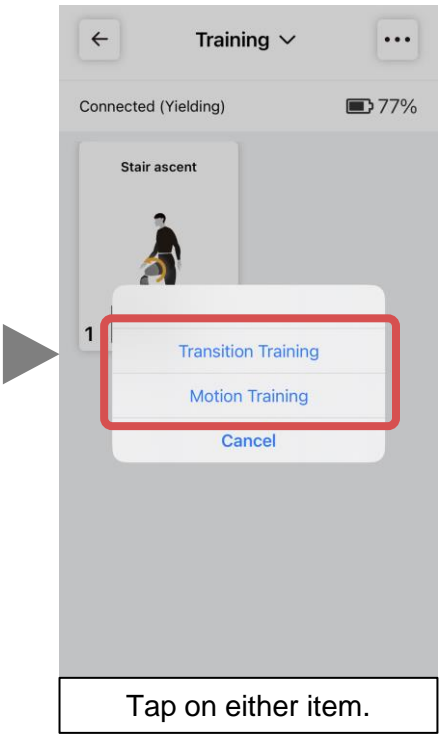 Training
Connected (Yielding) 77%
Stair ascent
1
Transition Training
Motion Training
Cancel
Tap on either item.